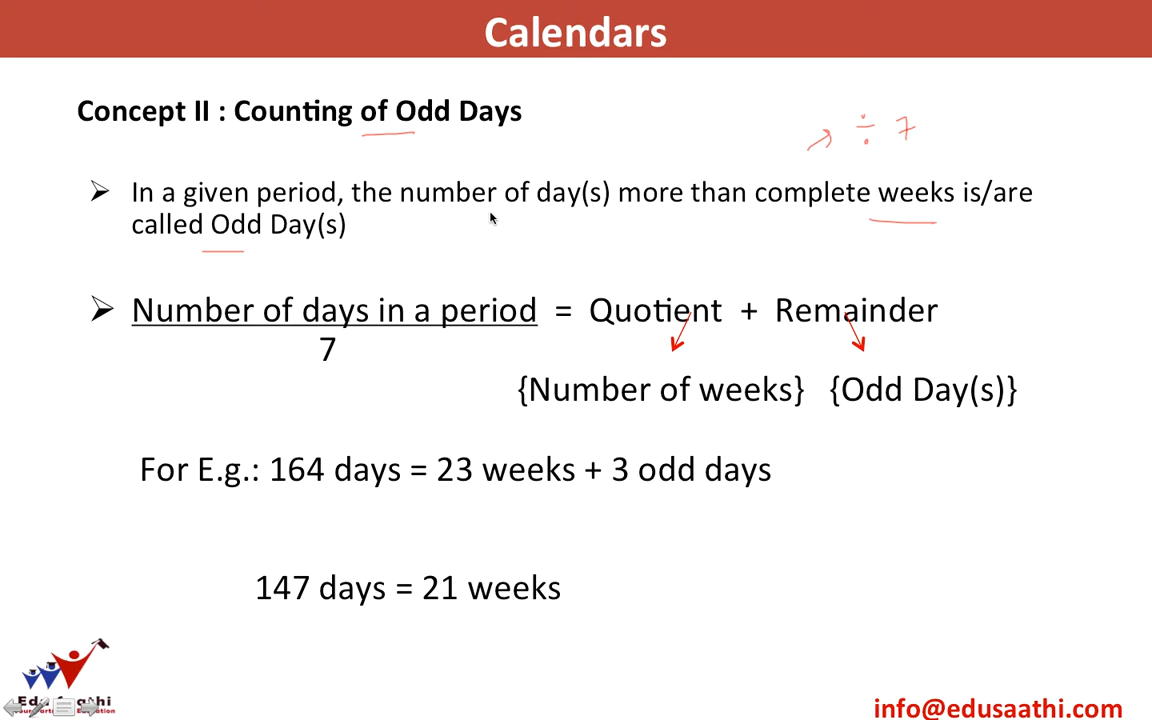 Calendars
Concept II : Counting of Odd Days
÷ 7
➢ In a given period, the number of day(s) more than complete weeks is/are
called Odd Day(s)
➢ Number of days in a period = Quotient + Remainder
7
{Number of weeks} {Odd Day(s)}
For E.g.: 164 days = 23 weeks + 3 odd days
147 days = 21 weeks
info@edusaathi.com